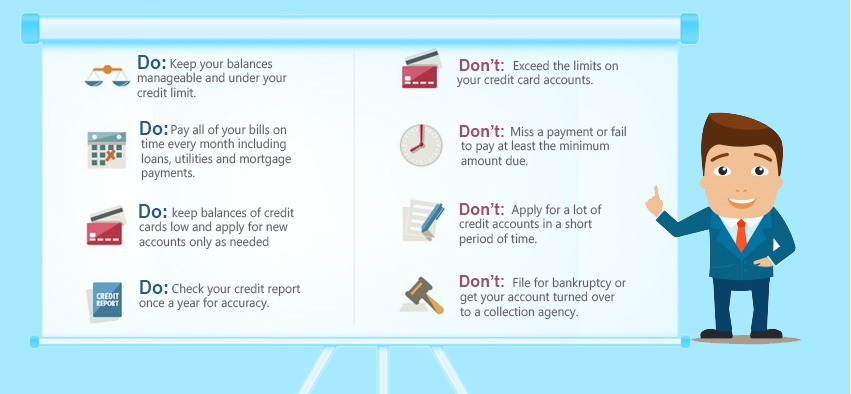 Do: Keep your balances
manageable and under your
credit limit.
Do: Pay all of your bills on
time every month including
loans, utilities and mortgage
payments.
Do: keep balances of credit
cards low and apply for new
accounts only as needed
CREDIT
REPORT
Do: Check your credit report
once a year for accuracy.
Don't: Exceed the limits on
your credit card accounts.
Don't: Miss a payment or fail
to pay at least the minimum
amount due.
Don't: Apply for a lot of
credit accounts in a short
period of time.
Don't: File for bankruptcy or
get your account turned over
to a collection agency.